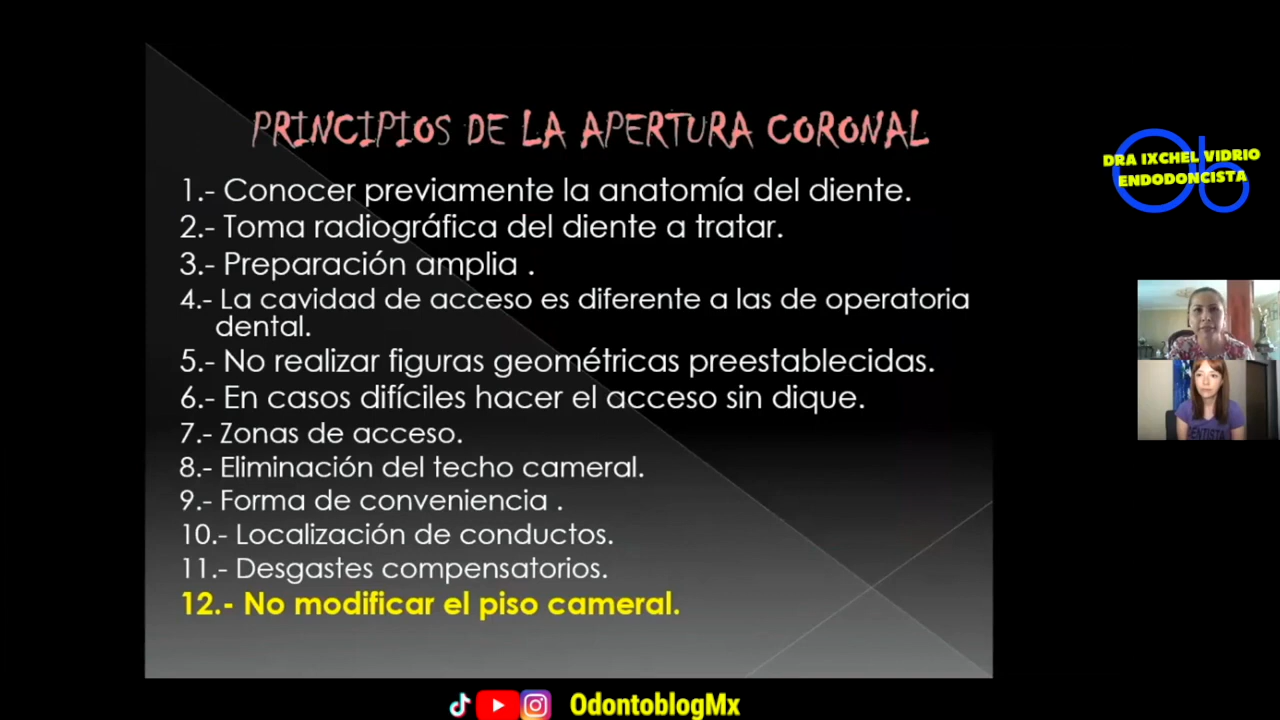 PRINCIPIOS DE LA APERTURA CORONAL
1.- Conocer previamente la anatomía del diente.
2.- Toma radiográfica del diente a tratar.
3.- Preparación amplia .
4.- La cavidad de acceso es diferente a las de operatoria
dental.
5.- No realizar figuras geométricas preestablecidas.
6.- En casos difíciles hacer el acceso sin dique.
7.- Zonas de acceso.
8.- Eliminación del techo cameral.
9.- Forma de conveniencia .
10.- Localización de conductos.
11.- Desgastes compensatorios.
12.- No modificar el piso cameral.
DRA IXCHEL VIDRIO
ENDODONCISTA
OdontoblogMx